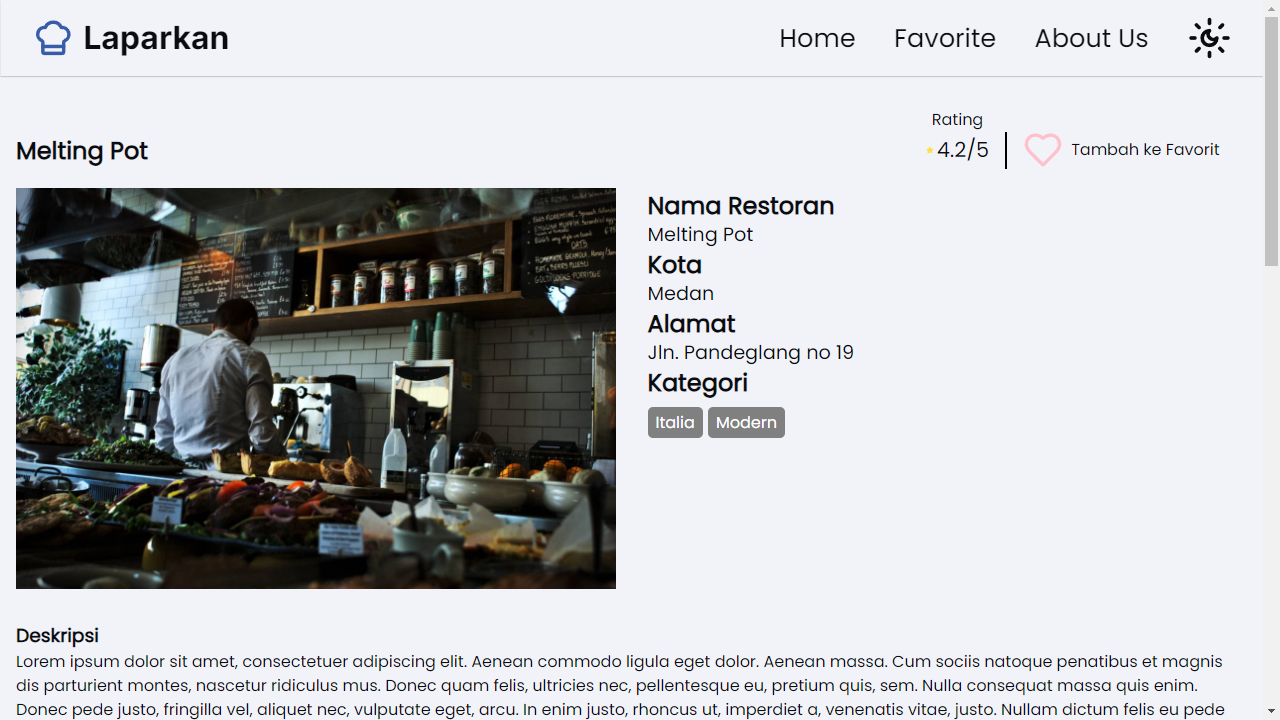 Laparkan
Home
Favorite
About Us
Rating
Melting Pot
4.2/5
Tambah ke Favorit
Nama Restoran
Melting Pot
Kota
Medan
Alamat
Jln. Pandeglang no 19
Kategori
Italia
Modern
Deskripsi
Lorem ipsum dolor sit amet, consectetuer adipiscing elit. Aenean commodo ligula eget dolor. Aenean massa. Cum sociis natoque penatibus et magnis
dis parturient montes, nascetur ridiculus mus. Donec quam felis, ultricies nec, pellentesque eu, pretium quis, sem. Nulla consequat massa quis enim.
Donec pede justo, fringilla vel, aliquet nec, vulputate eget, arcu. In enim justo, rhoncus ut, imperdiet a, venenatis vitae, justo. Nullam dictum felis eu pede